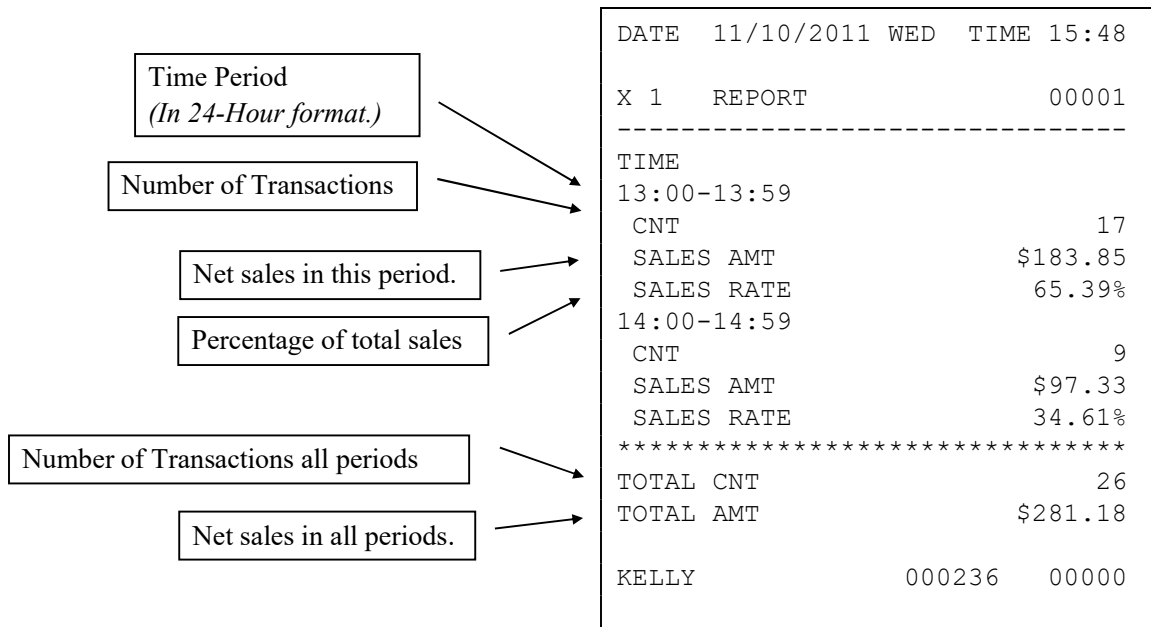 Time Period
(In 24-Hour format.)
Number of Transactions
Net sales in this period.
Percentage of total sales
Number of Transactions all periods
Net sales in all periods.
DATE 11/10/2011 WED TIME 15:48
X 1 REPORT 00001
--------------------------------
TIME
13:00-13:59
CNT 17
SALES AMT $183.85
SALES RATE 65.39%
14:00-14:59
CNT 9
SALES AMT $97.33
SALES RATE 34.61%
********************************
TOTAL CNT 26
TOTAL AMT $281.18
KELLY 000236 00000